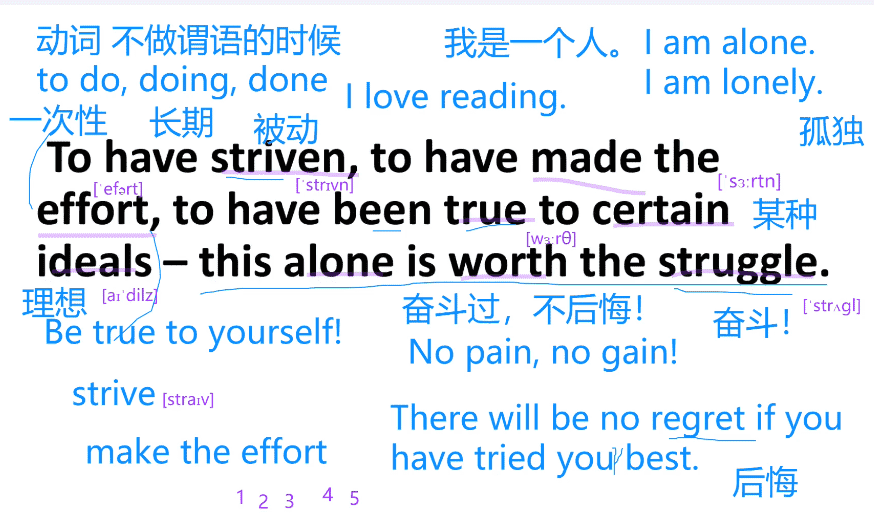 动词 不做谓语的时候
我是一个人。I am alone.
to do, doing, done
I love reading.
I am lonely.
一次性 长期 被动
孤独
To have striven, to have made the
[ˈefərt] [ˈstrɪvn] [ˈsɜːrtn]
effort, to have been true to certain
某种
[wɜːrθ]
ideals – this alone is worth the struggle.
理想 [aɪˈdilz]
奋斗过，不后悔！
奋斗！ [ˈstrʌgl]
Be true to yourself!
No pain, no gain!
strive [straɪv]
There will be no regret if you
have tried you best.
make the effort
后悔
1 2 3 4 5